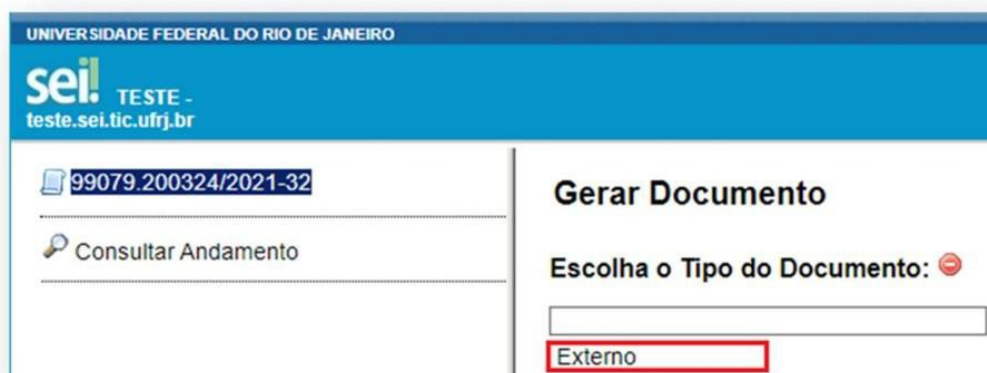 UNIVERSIDADE FEDERAL DO RIO DE JANEIRO
sei! TESTE -
teste.sei.tic.ufrj.br
99079.200324/2021-32
Consultar Andamento
Gerar Documento
Escolha o Tipo do Documento:
Externo